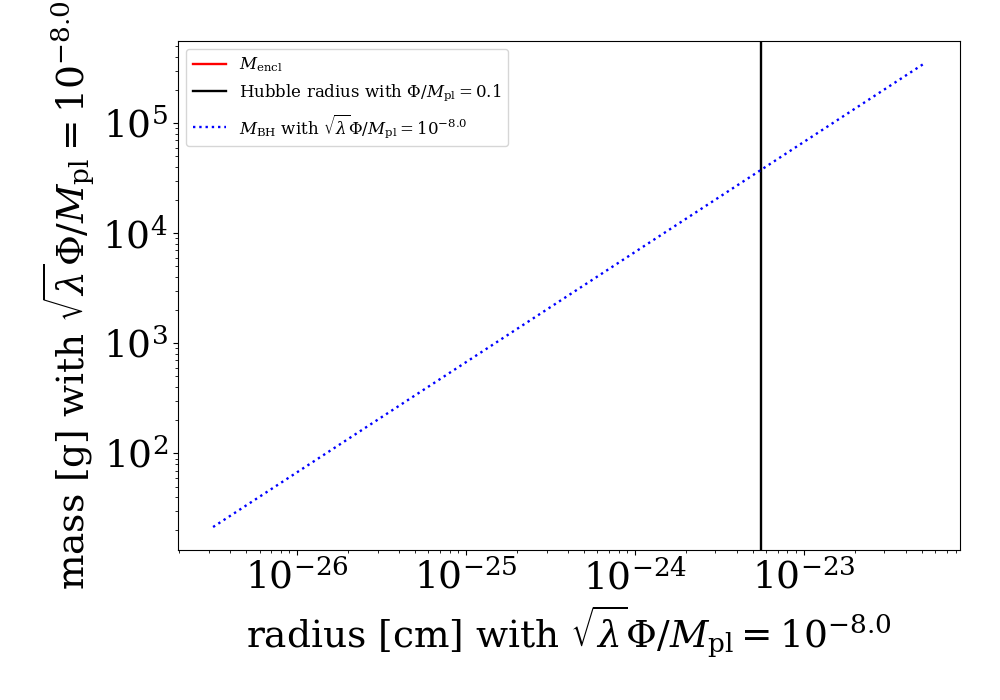 mass [g] with √λ Φ/M_pl = 10^−8.0
10^5
10^4
10^3
10^2
M_encl
Hubble radius with Φ/M_pl = 0.1
M_BH with √λ Φ/M_pl = 10^−8.0
10^−26 10^−25 10^−24 10^−23
radius [cm] with √λ Φ/M_pl = 10^−8.0